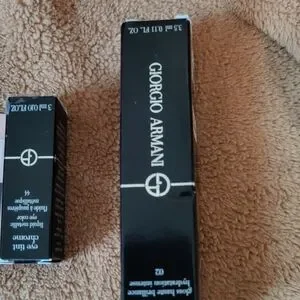 3 ml 0.10 FL.OZ.
44
fluide à paupières
métallique
liquid metallic
eye color
eye tint
chrome
3.5 ml 0.11 FL. OZ.
GIORGIO ARMANI
02
gloss haute brillance
hydratation intense